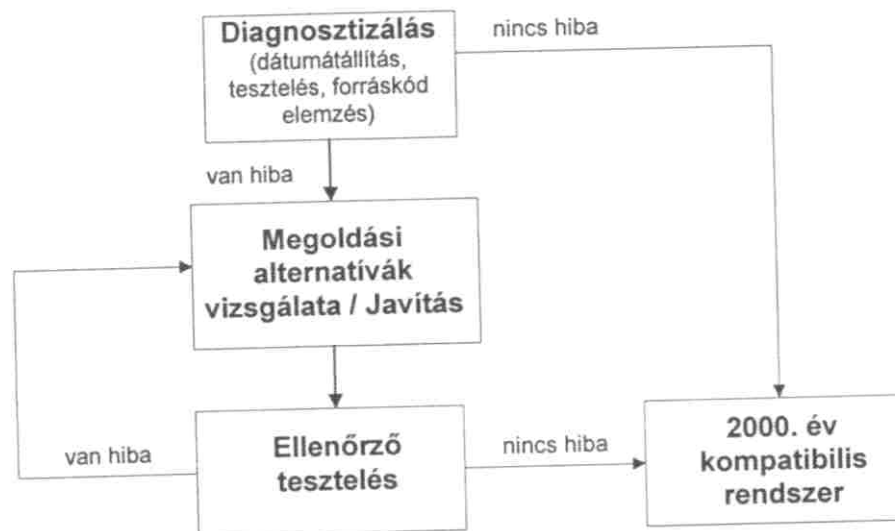 Diagnosztizálás
(dátumátállítás,
tesztelés, forráskód
elemzés)
nincs hiba
van hiba
Megoldási
alternatívák
vizsgálata / Javítás
van hiba
Ellenőrző
tesztelés
nincs hiba
2000. év
kompatibilis
rendszer